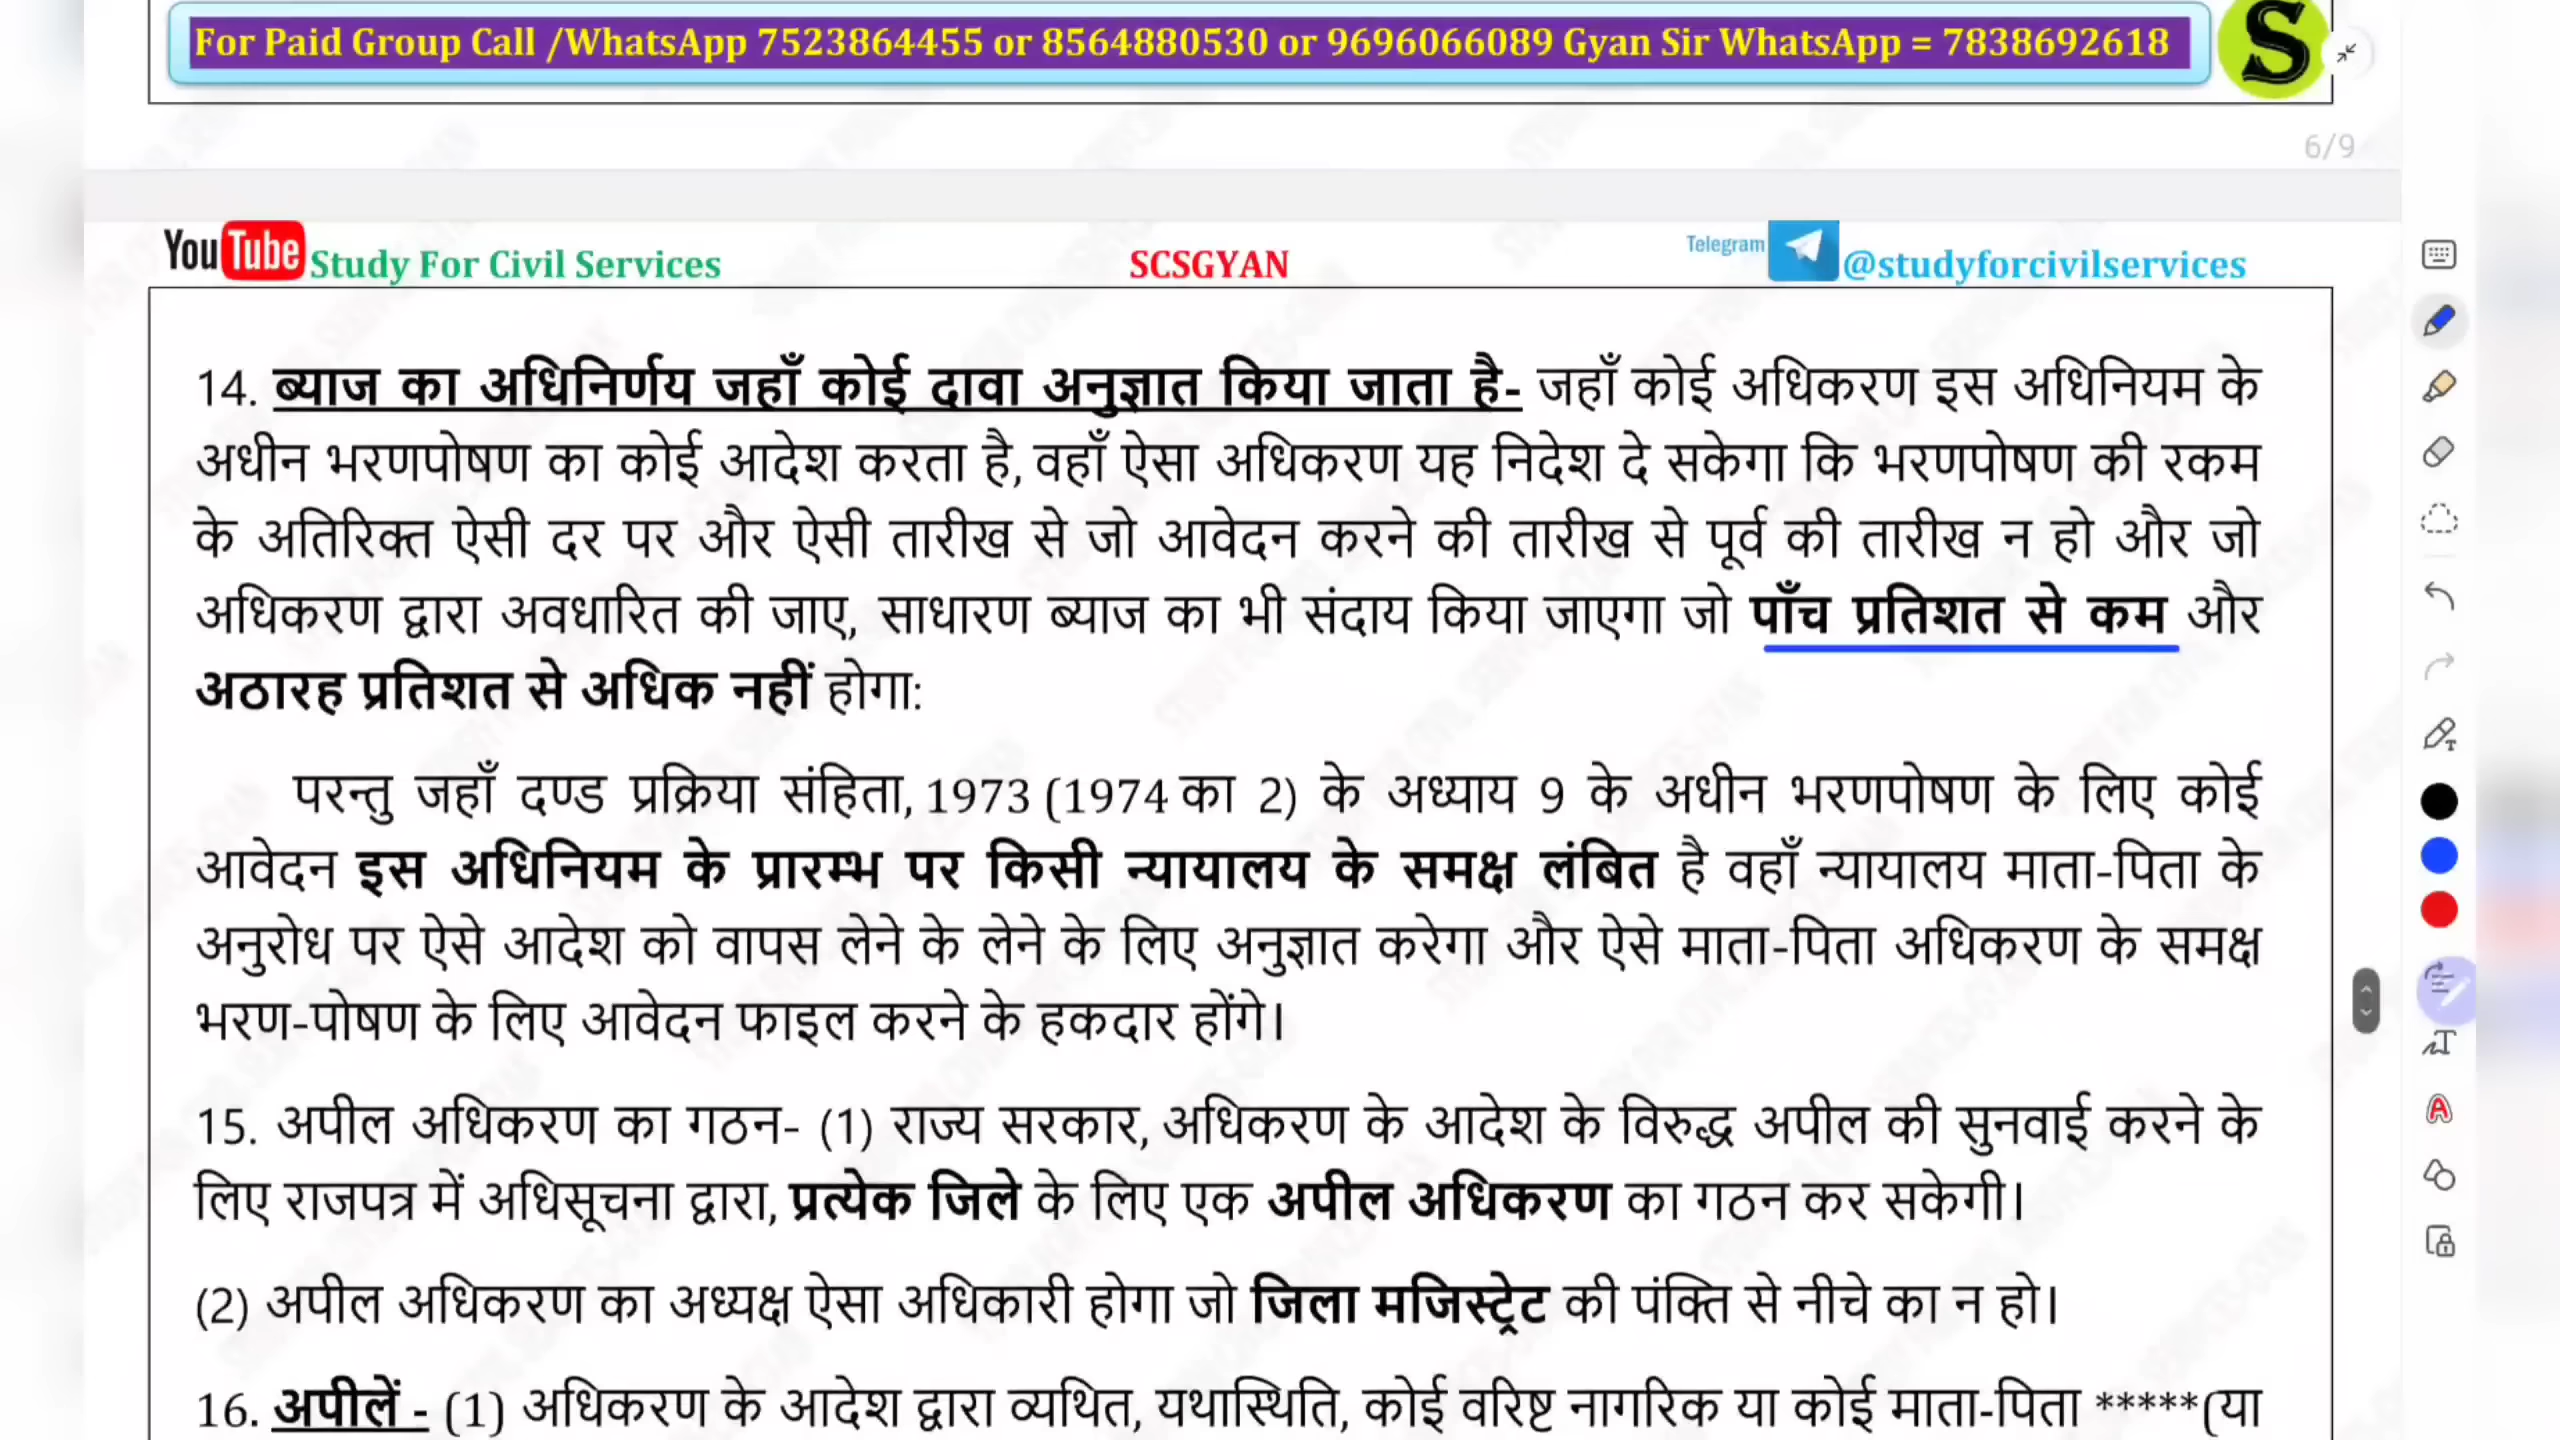 For Paid Group Call /WhatsApp 7523864455 or 8564880530 or 9696066089 Gyan Sir WhatsApp = 7838692618
S
6/9
YouTube Study For Civil Services SCSGYAN Telegram @studyforcivilservices
14. ब्याज का अधिनिर्णय जहाँ कोई दावा अनुज्ञात किया जाता है- जहाँ कोई अधिकरण इस अधिनियम के
अधीन भरणपोषण का कोई आदेश करता है, वहाँ ऐसा अधिकरण यह निदेश दे सकेगा कि भरणपोषण की रकम
के अतिरिक्त ऐसी दर पर और ऐसी तारीख से जो आवेदन करने की तारीख से पूर्व की तारीख न हो और जो
अधिकरण द्वारा अवधारित की जाए, साधारण ब्याज का भी संदाय किया जाएगा जो पाँच प्रतिशत से कम और
अठारह प्रतिशत से अधिक नहीं होगा:
परन्तु जहाँ दण्ड प्रक्रिया संहिता, 1973 (1974 का 2) के अध्याय 9 के अधीन भरणपोषण के लिए कोई
आवेदन इस अधिनियम के प्रारम्भ पर किसी न्यायालय के समक्ष लंबित है वहाँ न्यायालय माता-पिता के
अनुरोध पर ऐसे आदेश को वापस लेने के लेने के लिए अनुज्ञात करेगा और ऐसे माता-पिता अधिकरण के समक्ष
भरण-पोषण के लिए आवेदन फाइल करने के हकदार होंगे।
15. अपील अधिकरण का गठन- (1) राज्य सरकार, अधिकरण के आदेश के विरुद्ध अपील की सुनवाई करने के
लिए राजपत्र में अधिसूचना द्वारा, प्रत्येक जिले के लिए एक अपील अधिकरण का गठन कर सकेगी।
(2) अपील अधिकरण का अध्यक्ष ऐसा अधिकारी होगा जो जिला मजिस्ट्रेट की पंक्ति से नीचे का न हो।
16. अपीलें - (1) अधिकरण के आदेश द्वारा व्यथित, यथास्थिति, कोई वरिष्ट नागरिक या कोई माता-पिता *****(या